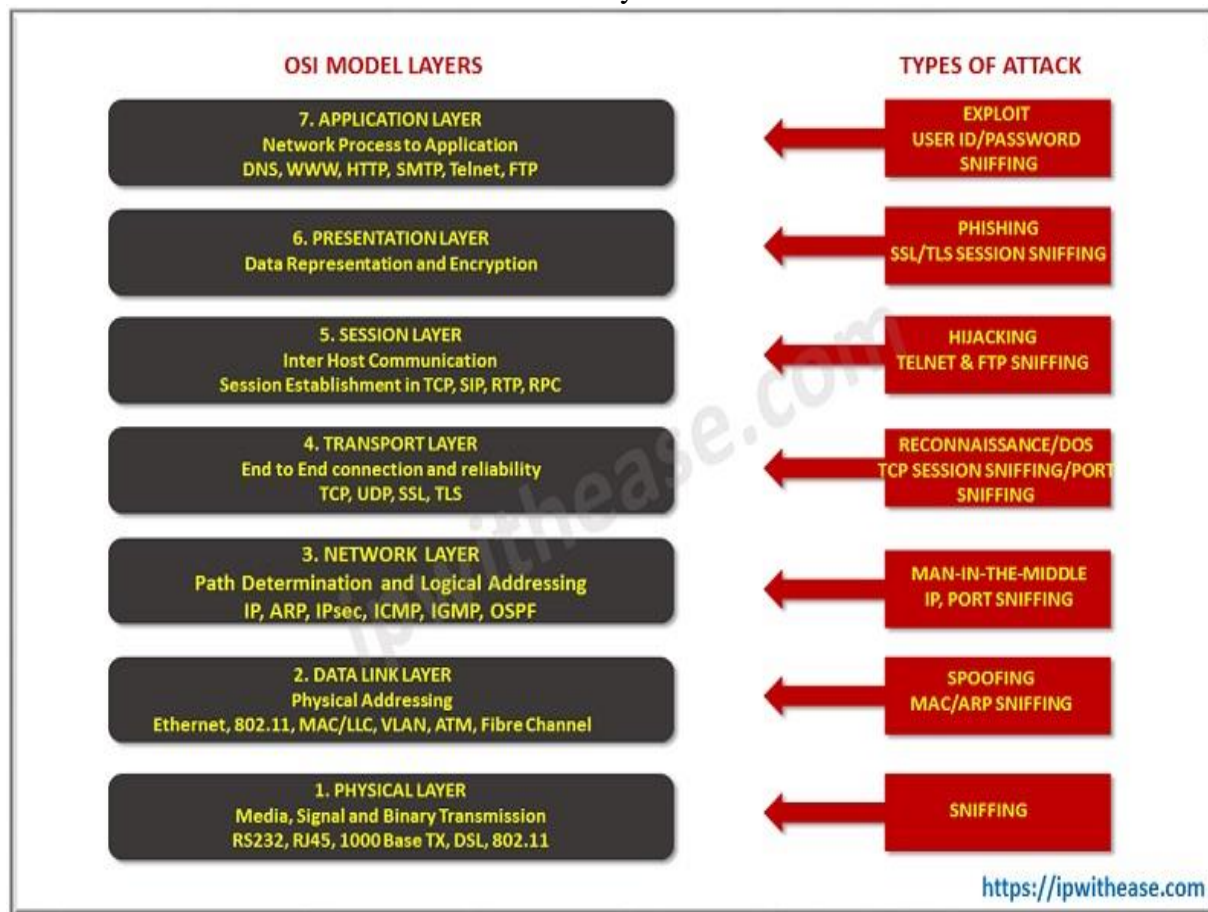 OSI MODEL LAYERS
TYPES OF ATTACK
7. APPLICATION LAYER
Network Process to Application
DNS, WWW, HTTP, SMTP, Telnet, FTP
EXPLOIT
USER ID/PASSWORD
SNIFFING
6. PRESENTATION LAYER
Data Representation and Encryption
PHISHING
SSL/TLS SESSION SNIFFING
5. SESSION LAYER
Inter Host Communication
Session Establishment in TCP, SIP, RTP, RPC
HIJACKING
TELNET & FTP SNIFFING
4. TRANSPORT LAYER
End to End connection and reliability
TCP, UDP, SSL, TLS
RECONNAISSANCE/DOS
TCP SESSION SNIFFING/PORT
SNIFFING
3. NETWORK LAYER
Path Determination and Logical Addressing
IP, ARP, IPsec, ICMP, IGMP, OSPF
MAN-IN-THE-MIDDLE
IP, PORT SNIFFING
2. DATA LINK LAYER
Physical Addressing
Ethernet, 802.11, MAC/LLC, VLAN, ATM, Fibre Channel
SPOOFING
MAC/ARP SNIFFING
1. PHYSICAL LAYER
Media, Signal and Binary Transmission
RS232, RJ45, 1000 Base TX, DSL, 802.11
SNIFFING
ipwithease.com
https://ipwithease.com